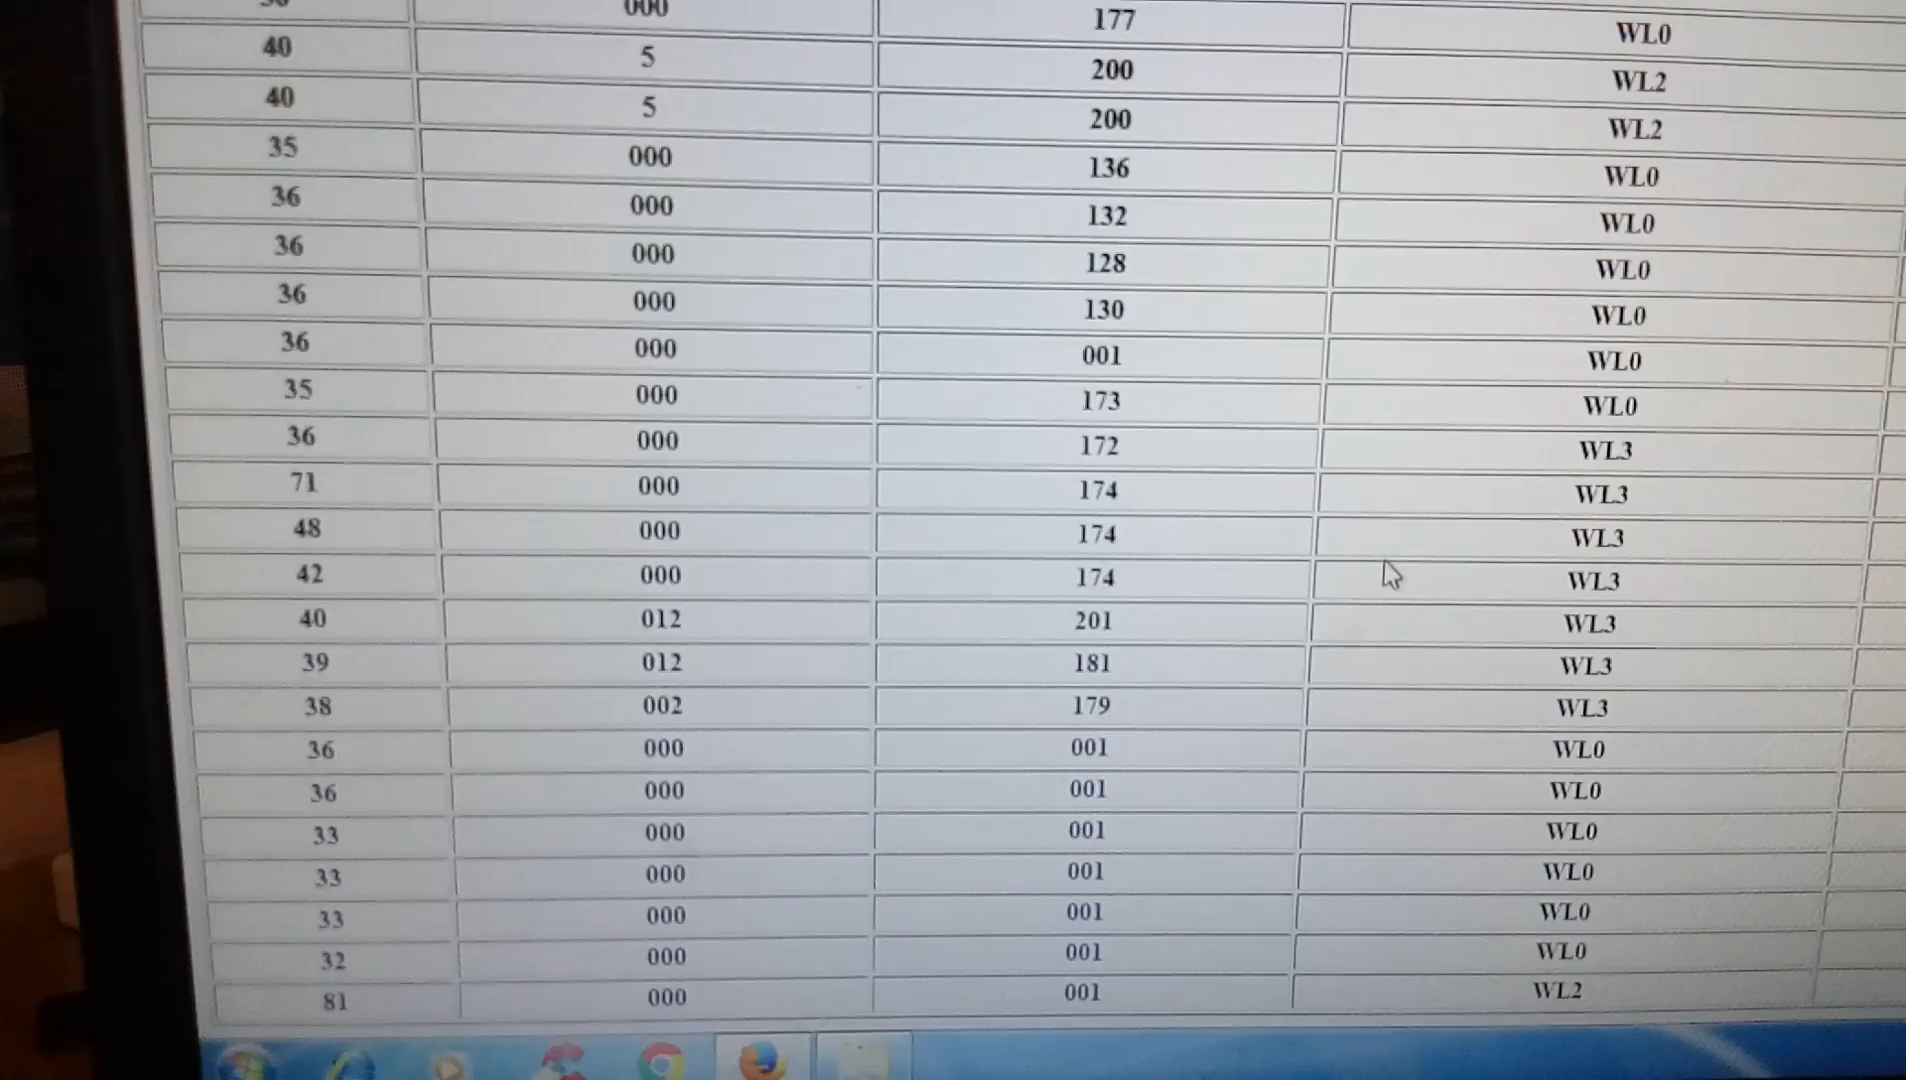 000 177 WL0
40 5 200 WL2
40 5 200 WL2
35 000 136 WL0
36 000 132 WL0
36 000 128 WL0
36 000 130 WL0
36 000 001 WL0
35 000 173 WL0
36 000 172 WL3
71 000 174 WL3
48 000 174 WL3
42 000 174 WL3
40 012 201 WL3
39 012 181 WL3
38 002 179 WL3
36 000 001 WL0
36 000 001 WL0
33 000 001 WL0
33 000 001 WL0
33 000 001 WL0
32 000 001 WL0
81 000 001 WL2